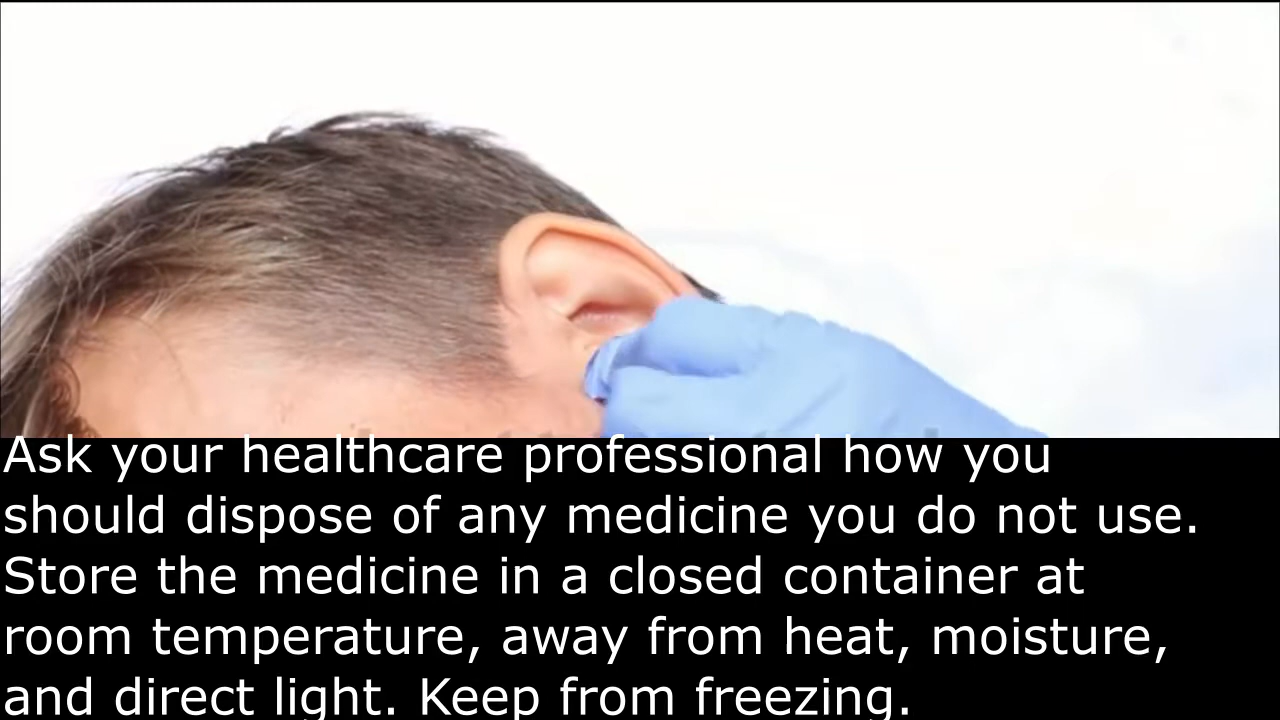 Ask your healthcare professional how you
should dispose of any medicine you do not use.
Store the medicine in a closed container at
room temperature, away from heat, moisture,
and direct light. Keep from freezing.